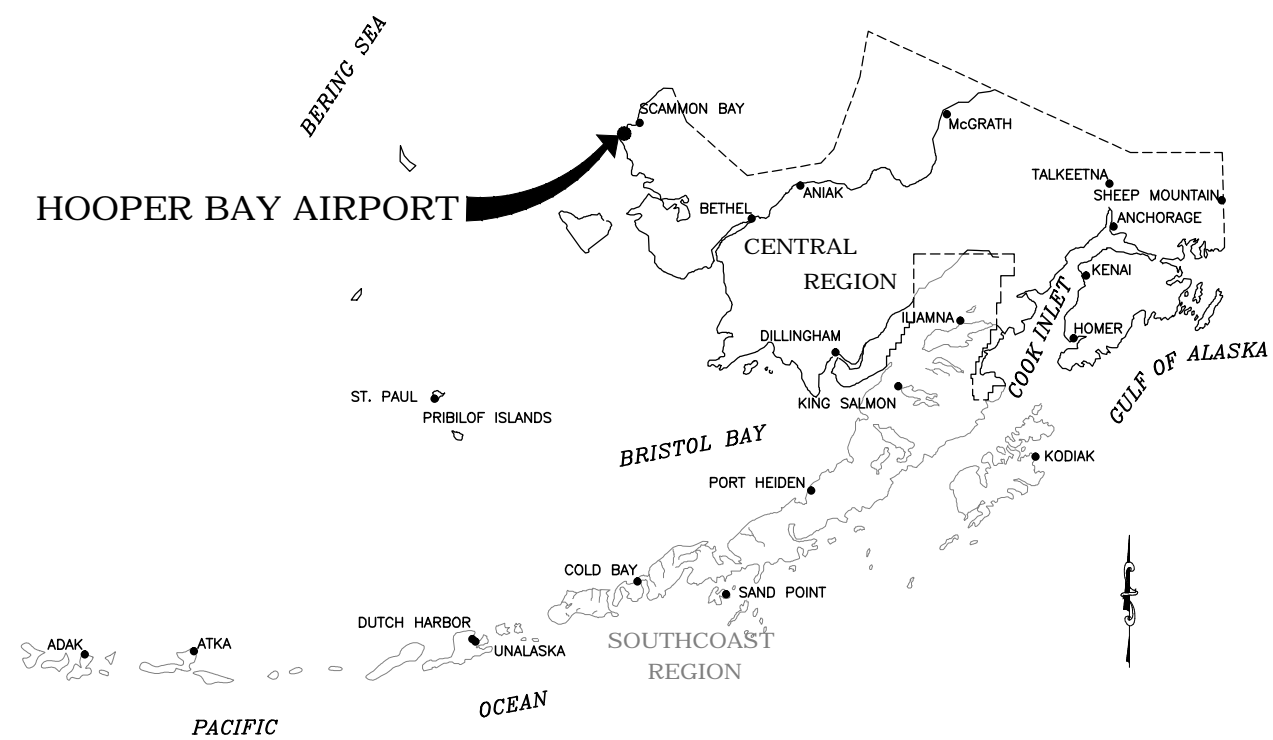 BERING SEA
SCAMMON BAY
McGRATH
HOOPER BAY AIRPORT
TALKEETNA
SHEEP MOUNTAIN
ANIAK
BETHEL
ANCHORAGE
CENTRAL
REGION
KENAI
COOK INLET
ILIAMNA
HOMER
DILLINGHAM
GULF OF ALASKA
KING SALMON
ST. PAUL
PRIBILOF ISLANDS
BRISTOL BAY
KODIAK
PORT HEIDEN
COLD BAY
SAND POINT
DUTCH HARBOR
UNALASKA
SOUTHCOAST
REGION
ADAK
ATKA
PACIFIC
OCEAN